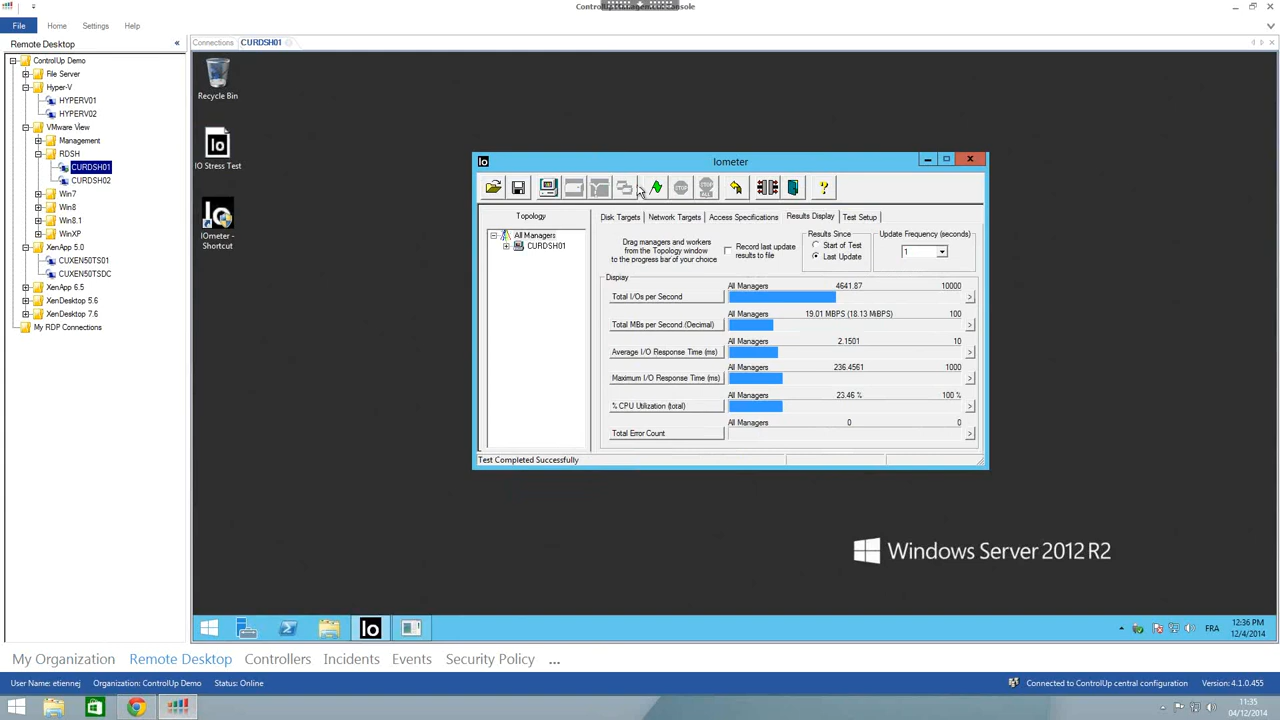 File
Home
Settings
Help
Remote Desktop
«
Connections
CURDSH01
ControlUp Demo
File Server
Hyper-V
HYPERV01
HYPERV02
VMware View
Management
RDSH
CURDSH01
CURDSH02
Win7
Win8
Win8.1
WinXP
XenApp 5.0
CUXEN50TS01
CUXEN50TSDC
XenApp 6.5
XenDesktop 5.6
XenDesktop 7.6
My RDP Connections
Recycle Bin
IO Stress Test
IOmeter -
Shortcut
Io
Iometer
STOP
STOP
ALL
?
Topology
All Managers
CURDSH01
Disk Targets
Network Targets
Access Specifications
Results Display
Test Setup
Drag managers and workers
from the Topology window
to the progress bar of your choice
Record last update
results to file
Results Since
Start of Test
Last Update
Update Frequency (seconds)
1
Display
All Managers 4641.87 10000
Total I/Os per Second >
All Managers 19.01 MBPS (18.13 MiBPS) 100
Total MBs per Second (Decimal) >
All Managers 2.1501 10
Average I/O Response Time (ms) >
All Managers 236.4561 1000
Maximum I/O Response Time (ms) >
All Managers 23.46 % 100 %
% CPU Utilization (total) >
All Managers 0 0
Total Error Count >
Test Completed Successfully
Windows Server 2012 R2
Io
FRA
12:36 PM
12/4/2014
My Organization
Remote Desktop
Controllers
Incidents
Events
Security Policy
...
User Name: etiennej
Organization: ControlUp Demo
Status: Online
Connected to ControlUp central configuration
Version: 4.1.0.455
11:35
04/12/2014